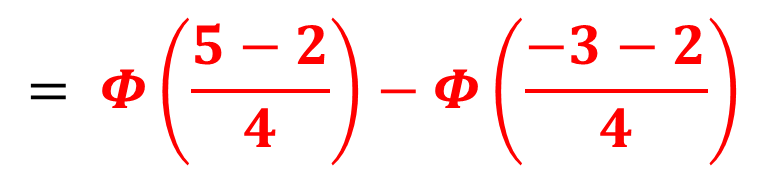 = Φ((5 − 2)/4) − Φ((−3 − 2)/4)